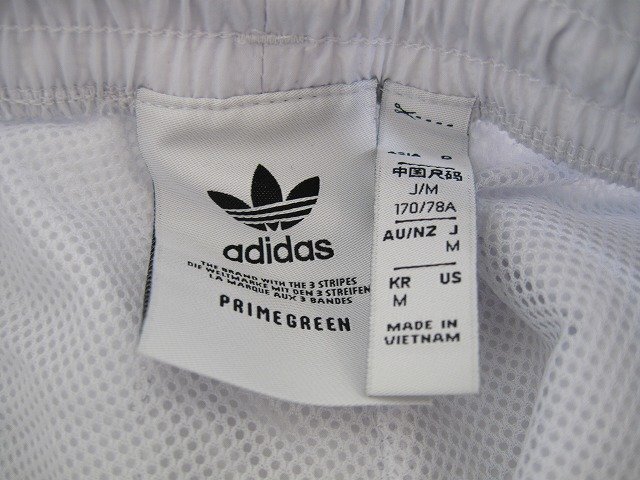 adidas
THE BRAND WITH THE 3 STRIPES
DIE WELTMARKE MIT DEN 3 STREIFEN
LA MARQUE AUX 3 BANDES
PRIMEGREEN
中国尺码
J/M
170/78A
AU/NZ J
M
KR US
M
MADE IN
VIETNAM